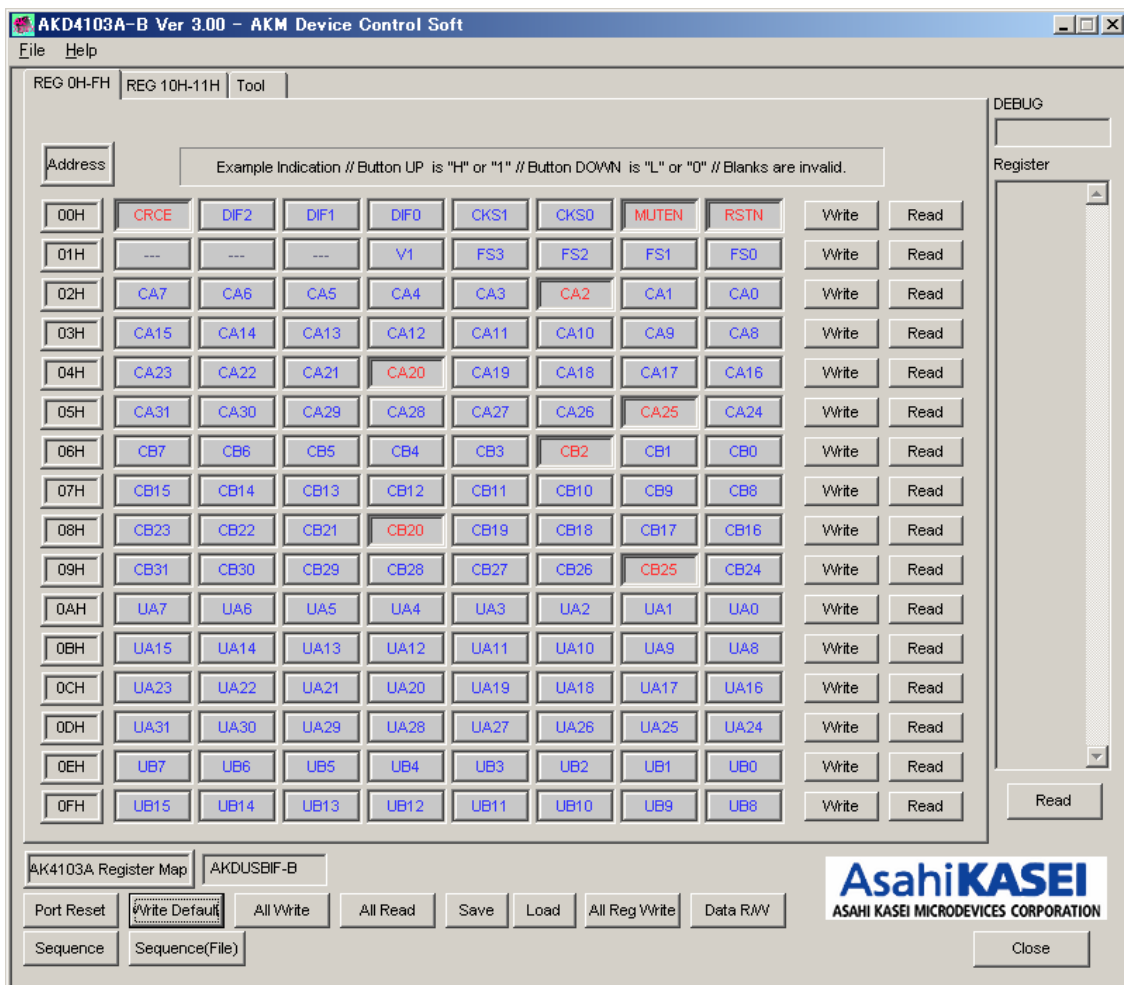 AKD4103A-B Ver 3.00 - AKM Device Control Soft
File Help
REG 0H-FH REG 10H-11H Tool
DEBUG
Address Example Indication // Button UP is "H" or "1" // Button DOWN is "L" or "0" // Blanks are invalid. Register
00H CRCE DIF2 DIF1 DIF0 CKS1 CKS0 MUTEN RSTN Write Read
01H --- --- --- V1 FS3 FS2 FS1 FS0 Write Read
02H CA7 CA6 CA5 CA4 CA3 CA2 CA1 CA0 Write Read
03H CA15 CA14 CA13 CA12 CA11 CA10 CA9 CA8 Write Read
04H CA23 CA22 CA21 CA20 CA19 CA18 CA17 CA16 Write Read
05H CA31 CA30 CA29 CA28 CA27 CA26 CA25 CA24 Write Read
06H CB7 CB6 CB5 CB4 CB3 CB2 CB1 CB0 Write Read
07H CB15 CB14 CB13 CB12 CB11 CB10 CB9 CB8 Write Read
08H CB23 CB22 CB21 CB20 CB19 CB18 CB17 CB16 Write Read
09H CB31 CB30 CB29 CB28 CB27 CB26 CB25 CB24 Write Read
0AH UA7 UA6 UA5 UA4 UA3 UA2 UA1 UA0 Write Read
0BH UA15 UA14 UA13 UA12 UA11 UA10 UA9 UA8 Write Read
0CH UA23 UA22 UA21 UA20 UA19 UA18 UA17 UA16 Write Read
0DH UA31 UA30 UA29 UA28 UA27 UA26 UA25 UA24 Write Read
0EH UB7 UB6 UB5 UB4 UB3 UB2 UB1 UB0 Write Read
0FH UB15 UB14 UB13 UB12 UB11 UB10 UB9 UB8 Write Read Read
AK4103A Register Map AKDUSBIF-B
AsahiKASEI
ASAHI KASEI MICRODEVICES CORPORATION
Port Reset Write Default All Write All Read Save Load All Reg Write Data R/W
Sequence Sequence(File) Close